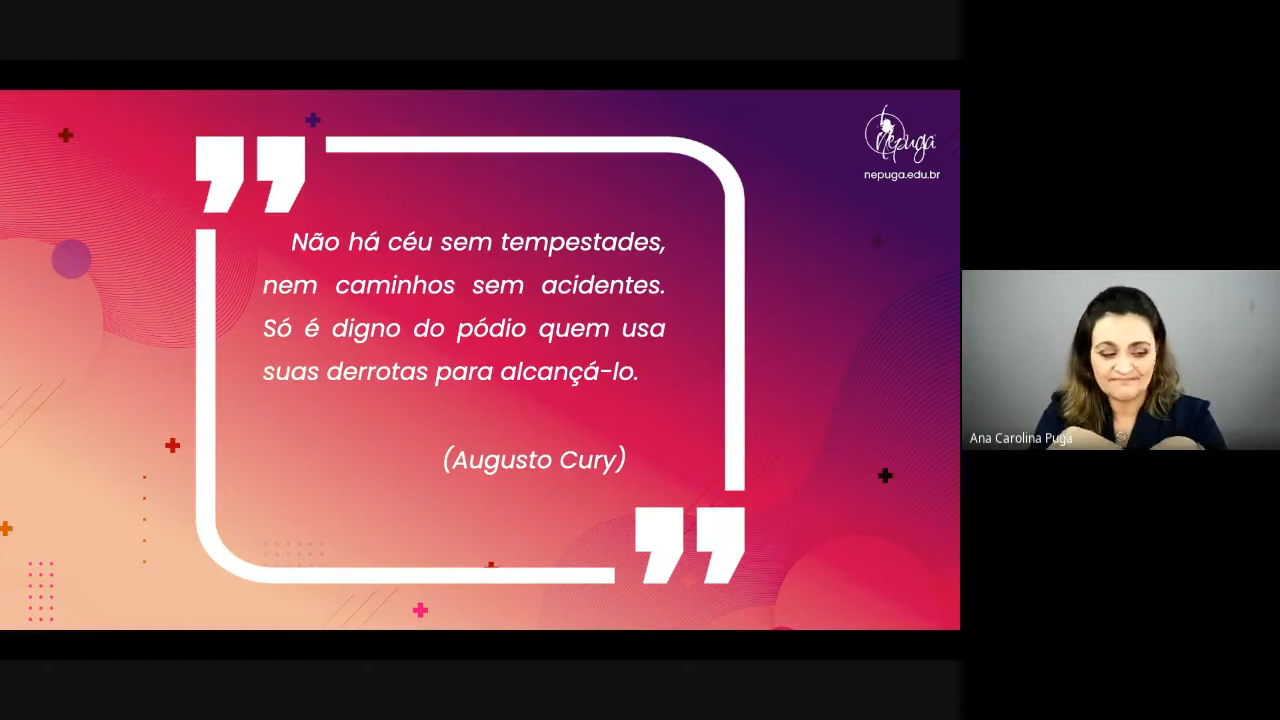 nepuga
nepuga.edu.br
Não há céu sem tempestades,
nem caminhos sem acidentes.
Só é digno do pódio quem usa
suas derrotas para alcançá-lo.
(Augusto Cury)
Ana Carolina Puga